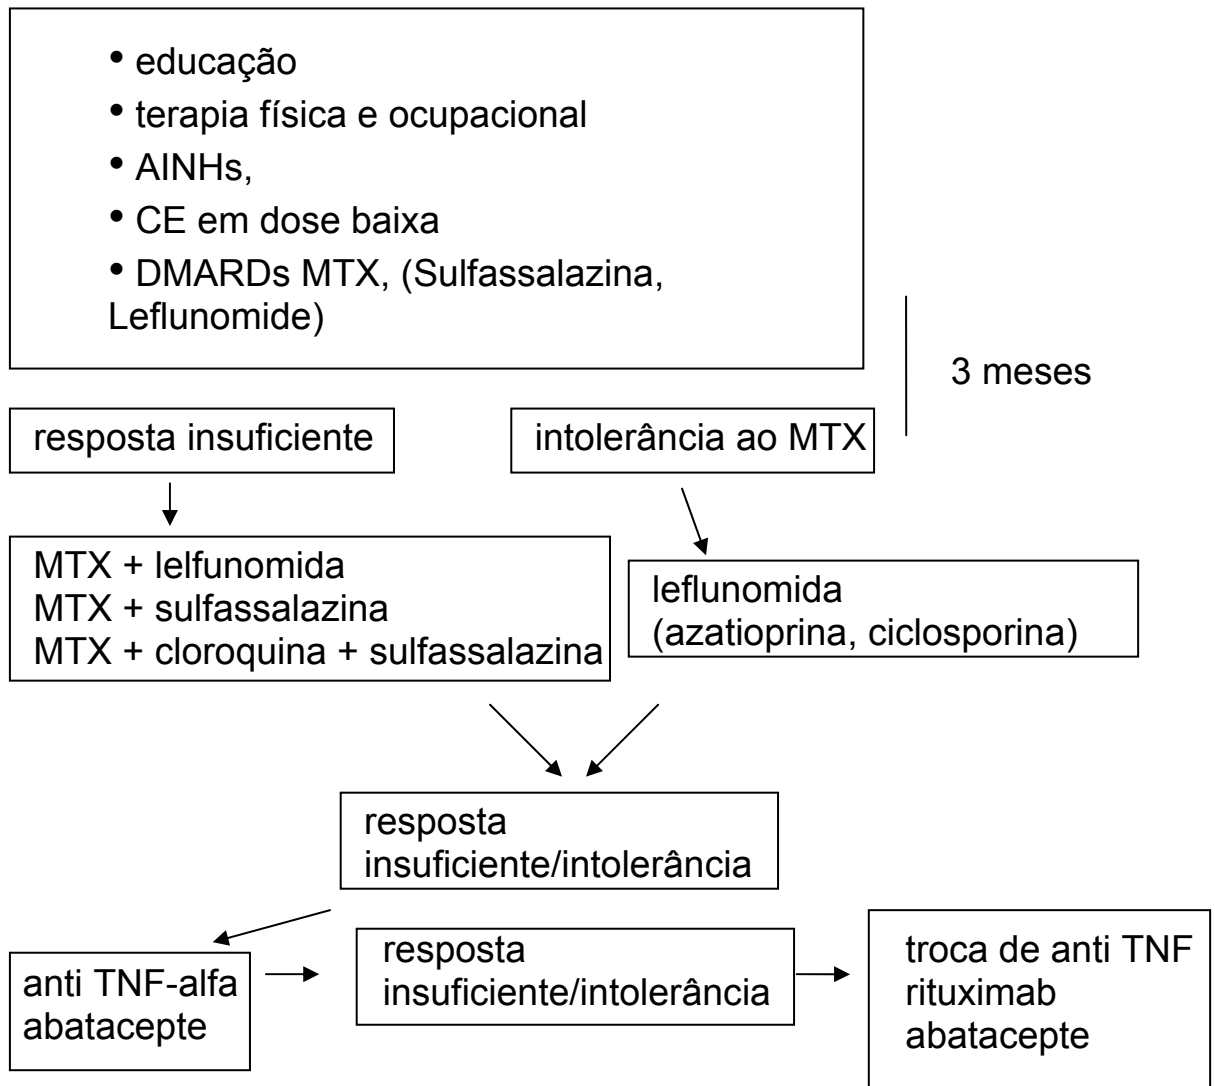 • educação
• terapia física e ocupacional
• AINHs,
• CE em dose baixa
• DMARDs MTX, (Sulfassalazina,
Leflunomide)
3 meses
resposta insuficiente
intolerância ao MTX
MTX + lelfunomida
MTX + sulfassalazina
MTX + cloroquina + sulfassalazina
leflunomida
(azatioprina, ciclosporina)
resposta
insuficiente/intolerância
anti TNF-alfa
abatacepte
resposta
insuficiente/intolerância
troca de anti TNF
rituximab
abatacepte